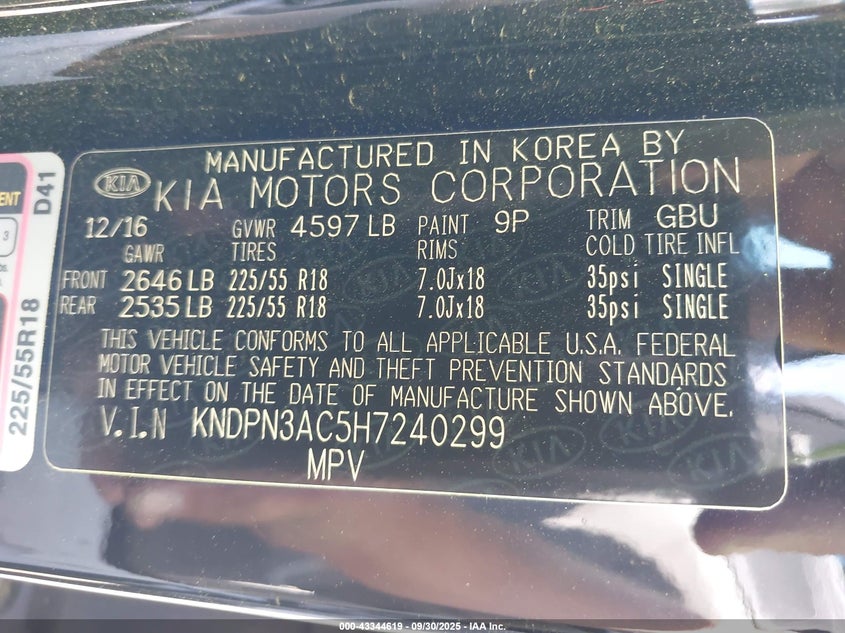 MANUFACTURED IN KOREA BY
KIA KIA MOTORS CORPORATION
12/16 GVWR 4597 LB PAINT 9P TRIM GBU
GAWR TIRES RIMS COLD TIRE INFL
FRONT 2646 LB 225/55 R18 7.0Jx18 35psi SINGLE
REAR 2535 LB 225/55 R18 7.0Jx18 35psi SINGLE
THIS VEHICLE CONFORMS TO ALL APPLICABLE U.S.A. FEDERAL
MOTOR VEHICLE SAFETY AND THEFT PREVENTION STANDARDS
IN EFFECT ON THE DATE OF MANUFACTURE SHOWN ABOVE.
V.I.N KNDPN3AC5H7240299
MPV
D41
225/55R18
3
000-43344619 - 09/30/2025 - IAA Inc.